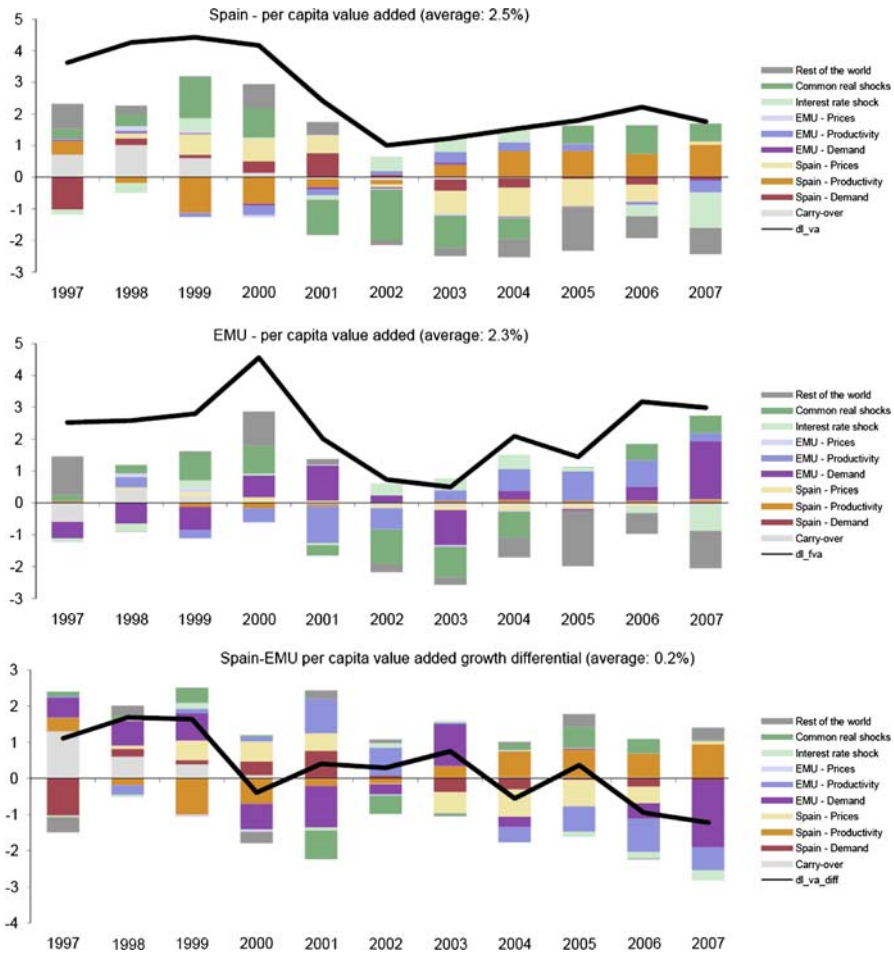 Spain - per capita value added (average: 2.5%)
5
4
3
2
1
0
-1
-2
-3
1997 1998 1999 2000 2001 2002 2003 2004 2005 2006 2007
Rest of the world
Common real shocks
Interest rate shock
EMU - Prices
EMU - Productivity
EMU - Demand
Spain - Prices
Spain - Productivity
Spain - Demand
Carry-over
dl_va
EMU - per capita value added (average: 2.3%)
5
4
3
2
1
0
-1
-2
-3
1997 1998 1999 2000 2001 2002 2003 2004 2005 2006 2007
Rest of the world
Common real shocks
Interest rate shock
EMU - Prices
EMU - Productivity
EMU - Demand
Spain - Prices
Spain - Productivity
Spain - Demand
Carry-over
dl_fva
Spain-EMU per capita value added growth differential (average: 0.2%)
3
2
1
0
-1
-2
-3
-4
1997 1998 1999 2000 2001 2002 2003 2004 2005 2006 2007
Rest of the world
Common real shocks
Interest rate shock
EMU - Prices
EMU - Productivity
EMU - Demand
Spain - Prices
Spain - Productivity
Spain - Demand
Carry-over
dl_va_diff